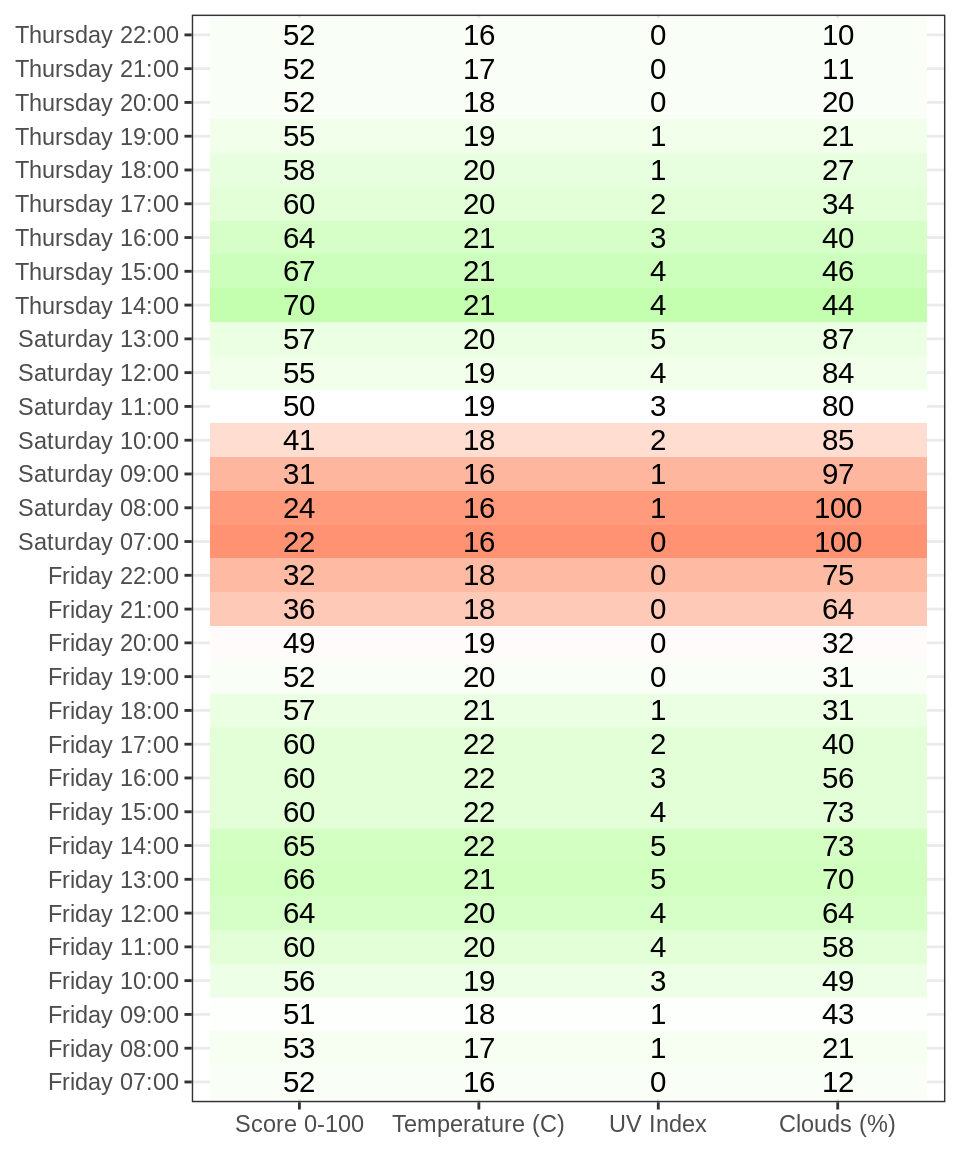 Thursday 22:00 52 16 0 10
Thursday 21:00 52 17 0 11
Thursday 20:00 52 18 0 20
Thursday 19:00 55 19 1 21
Thursday 18:00 58 20 1 27
Thursday 17:00 60 20 2 34
Thursday 16:00 64 21 3 40
Thursday 15:00 67 21 4 46
Thursday 14:00 70 21 4 44
Saturday 13:00 57 20 5 87
Saturday 12:00 55 19 4 84
Saturday 11:00 50 19 3 80
Saturday 10:00 41 18 2 85
Saturday 09:00 31 16 1 97
Saturday 08:00 24 16 1 100
Saturday 07:00 22 16 0 100
Friday 22:00 32 18 0 75
Friday 21:00 36 18 0 64
Friday 20:00 49 19 0 32
Friday 19:00 52 20 0 31
Friday 18:00 57 21 1 31
Friday 17:00 60 22 2 40
Friday 16:00 60 22 3 56
Friday 15:00 60 22 4 73
Friday 14:00 65 22 5 73
Friday 13:00 66 21 5 70
Friday 12:00 64 20 4 64
Friday 11:00 60 20 4 58
Friday 10:00 56 19 3 49
Friday 09:00 51 18 1 43
Friday 08:00 53 17 1 21
Friday 07:00 52 16 0 12
Score 0-100 Temperature (C) UV Index Clouds (%)